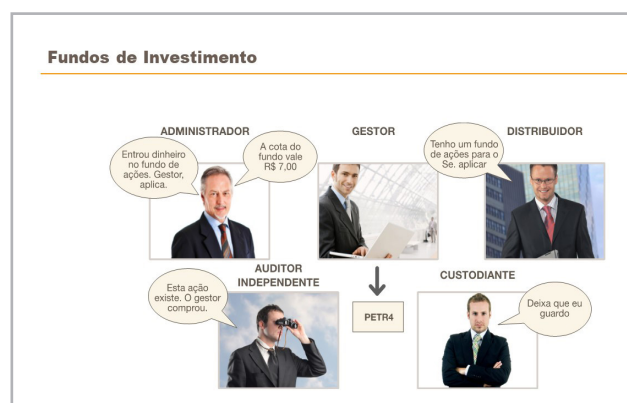 Fundos de Investimento
ADMINISTRADOR
GESTOR
DISTRIBUIDOR
Entrou dinheiro
no fundo de
ações. Gestor,
aplica.
A cota do
fundo vale
R$ 7,00
Tenho um fundo
de ações para o
Se. aplicar
AUDITOR
INDEPENDENTE
CUSTODIANTE
Esta ação
existe. O gestor
comprou.
PETR4
Deixa que eu
guardo